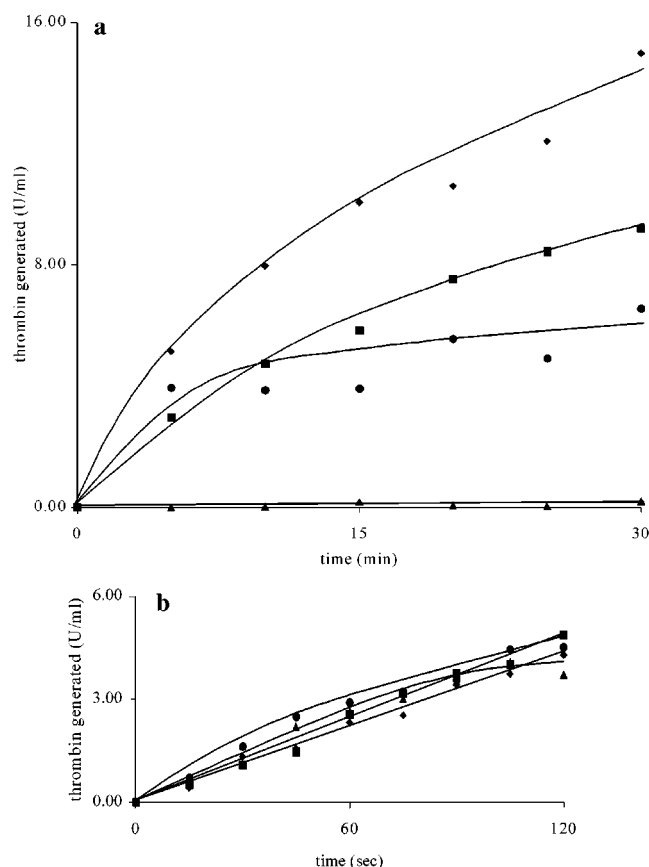 16.00
a
thrombin generated (U/ml)
8.00
0.00
0
15
30
time (min)
6.00
b
thrombin generated (U/ml)
3.00
0.00
0
60
120
time (sec)